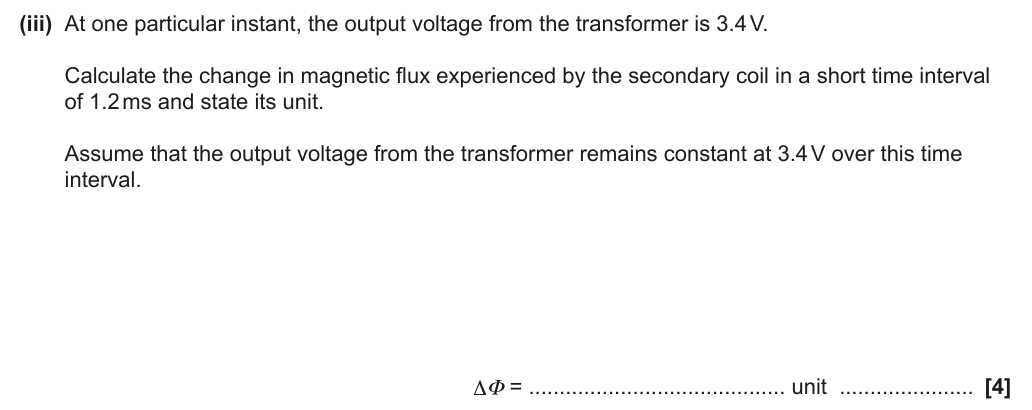 (iii) At one particular instant, the output voltage from the transformer is 3.4 V.
Calculate the change in magnetic flux experienced by the secondary coil in a short time interval
of 1.2 ms and state its unit.
Assume that the output voltage from the transformer remains constant at 3.4 V over this time
interval.
ΔΦ = .......................................... unit ...................... [4]